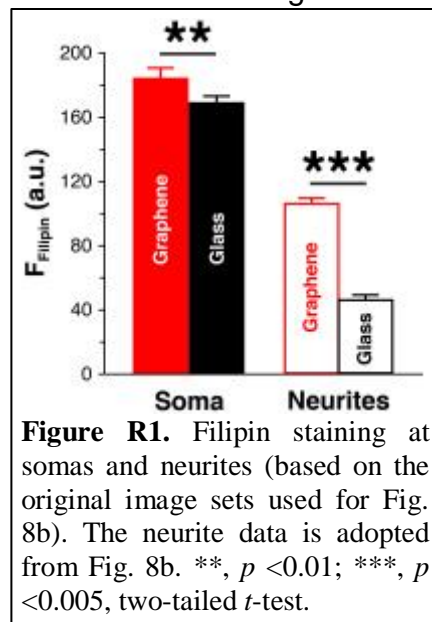 **
***
200
160
120
80
40
0
F_Filipin (a.u.)
Graphene
Glass
Graphene
Glass
Soma Neurites
Figure R1. Filipin staining at
somas and neurites (based on the
original image sets used for Fig.
8b). The neurite data is adopted
from Fig. 8b. **, p <0.01; ***, p
<0.005, two-tailed t-test.